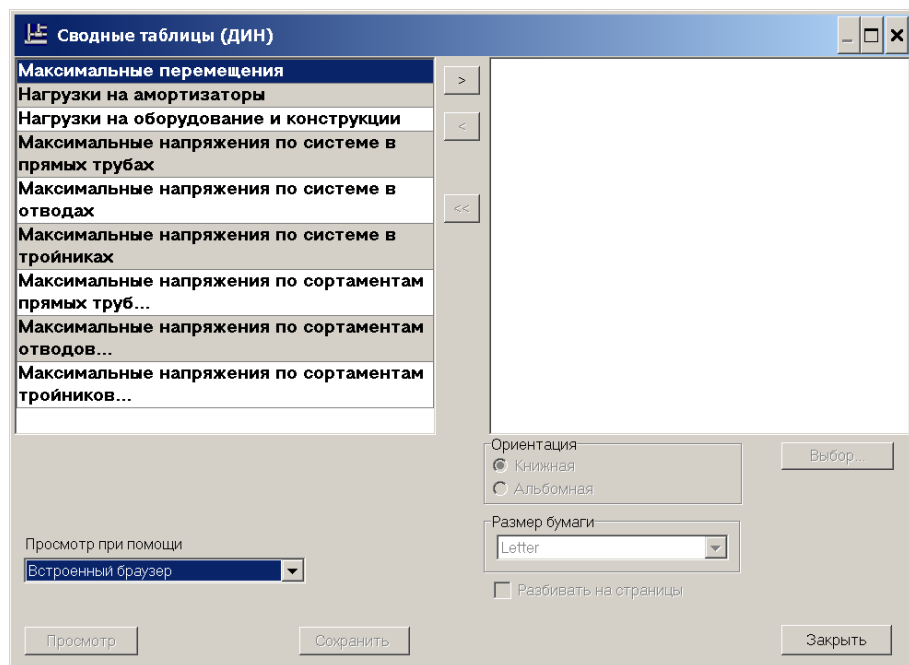 Сводные таблицы (ДИН)
Максимальные перемещения
Нагрузки на амортизаторы
Нагрузки на оборудование и конструкции
Максимальные напряжения по системе в
прямых трубах
Максимальные напряжения по системе в
отводах
Максимальные напряжения по системе в
тройниках
Максимальные напряжения по сортаментам
прямых труб...
Максимальные напряжения по сортаментам
отводов...
Максимальные напряжения по сортаментам
тройников...
>
<
<<
Ориентация
Книжная
Альбомная
Выбор...
Размер бумаги
Letter
Разбивать на страницы
Просмотр при помощи
Встроенный браузер
Просмотр
Сохранить
Закрыть